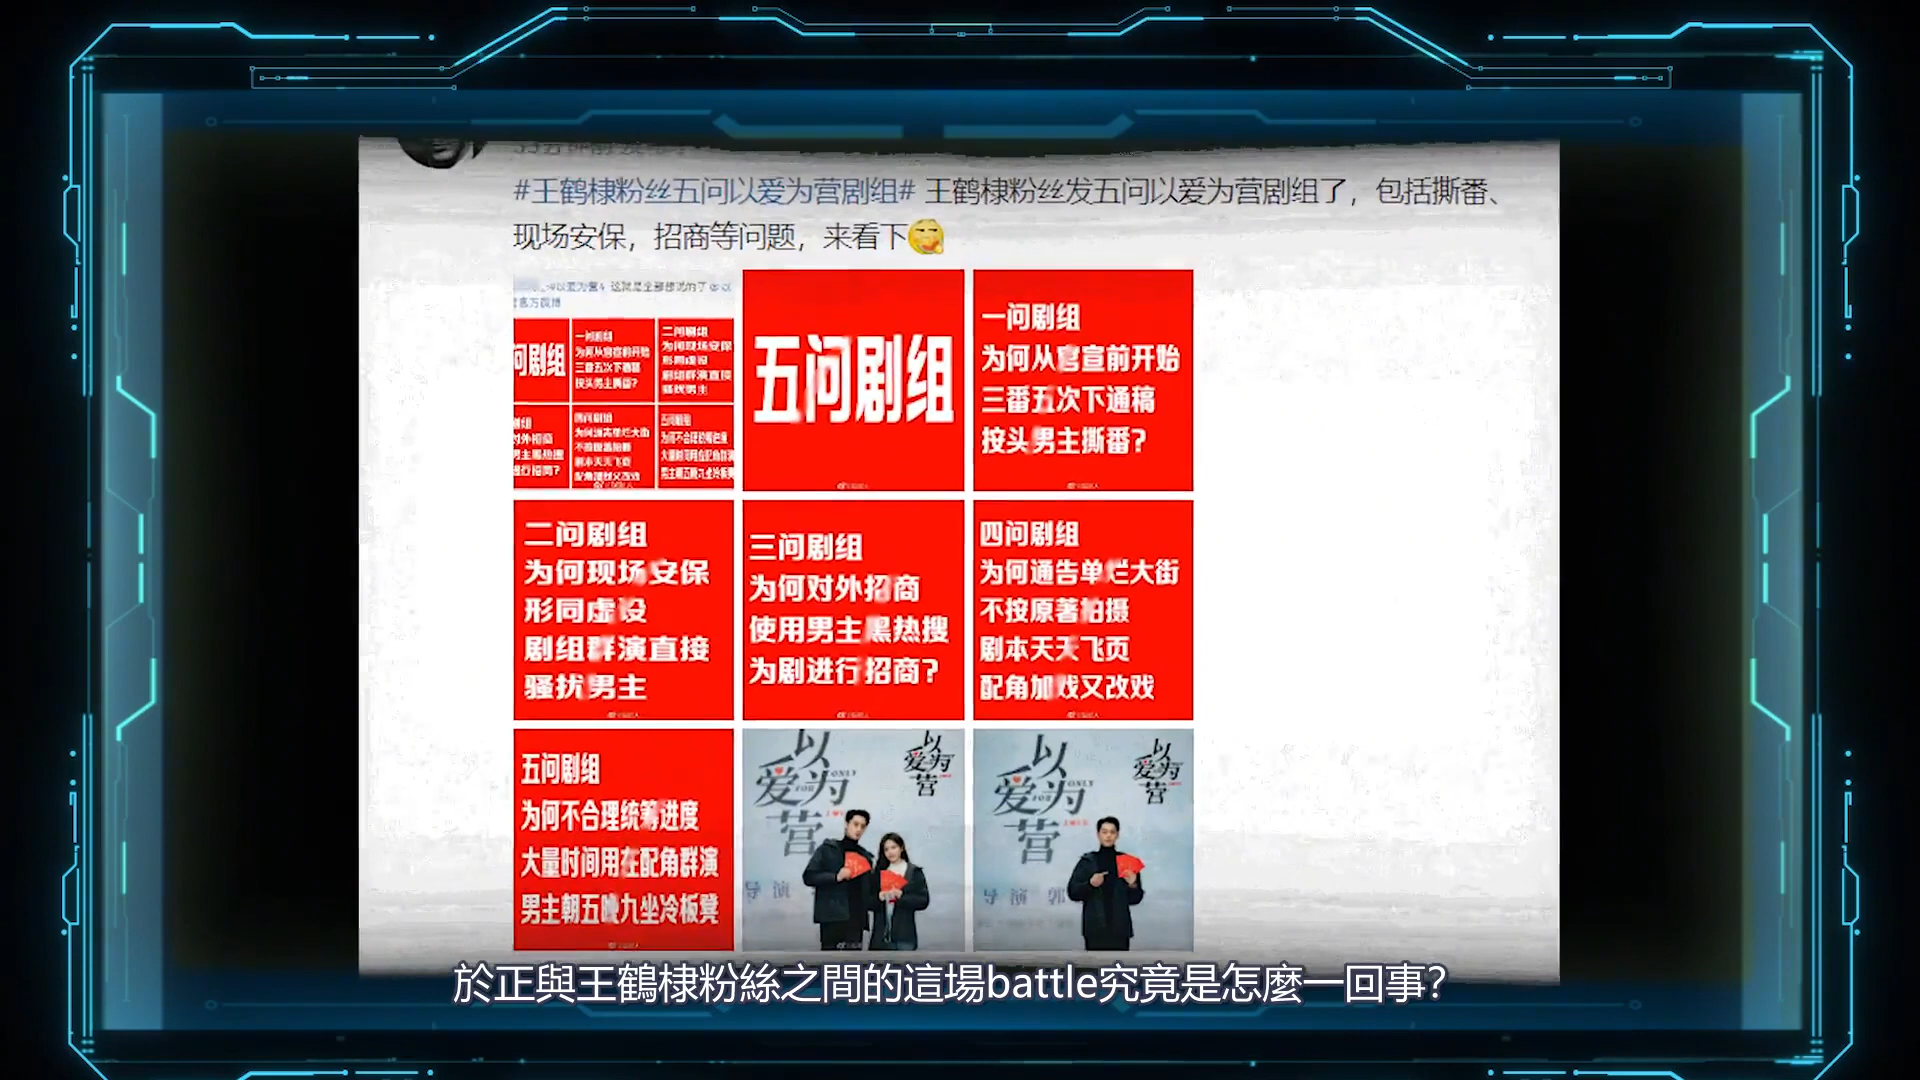 #王鹤棣粉丝五问以爱为营剧组# 王鹤棣粉丝发五问以爱为营剧组了，包括撕番、
现场安保，招商等问题，来看下
五问剧组
一问剧组
为何从官宣前开始
三番五次下通稿
按头男主撕番?
二问剧组
为何现场安保
形同虚设
剧组群演直接
骚扰男主
三问剧组
为何对外招商
使用男主黑热搜
为剧进行招商?
四问剧组
为何通告单烂大街
不按原著拍摄
剧本天天飞页
配角加戏又改戏
五问剧组
为何不合理统筹进度
大量时间用在配角群演
男主朝五晚九坐冷板凳
以爱为营
ONLY
FOR
以爱为营
导演
以爱为营
ONLY
FOR
以爱为营
导演 郭
於正與王鶴棣粉絲之間的這場battle究竟是怎麼一回事?